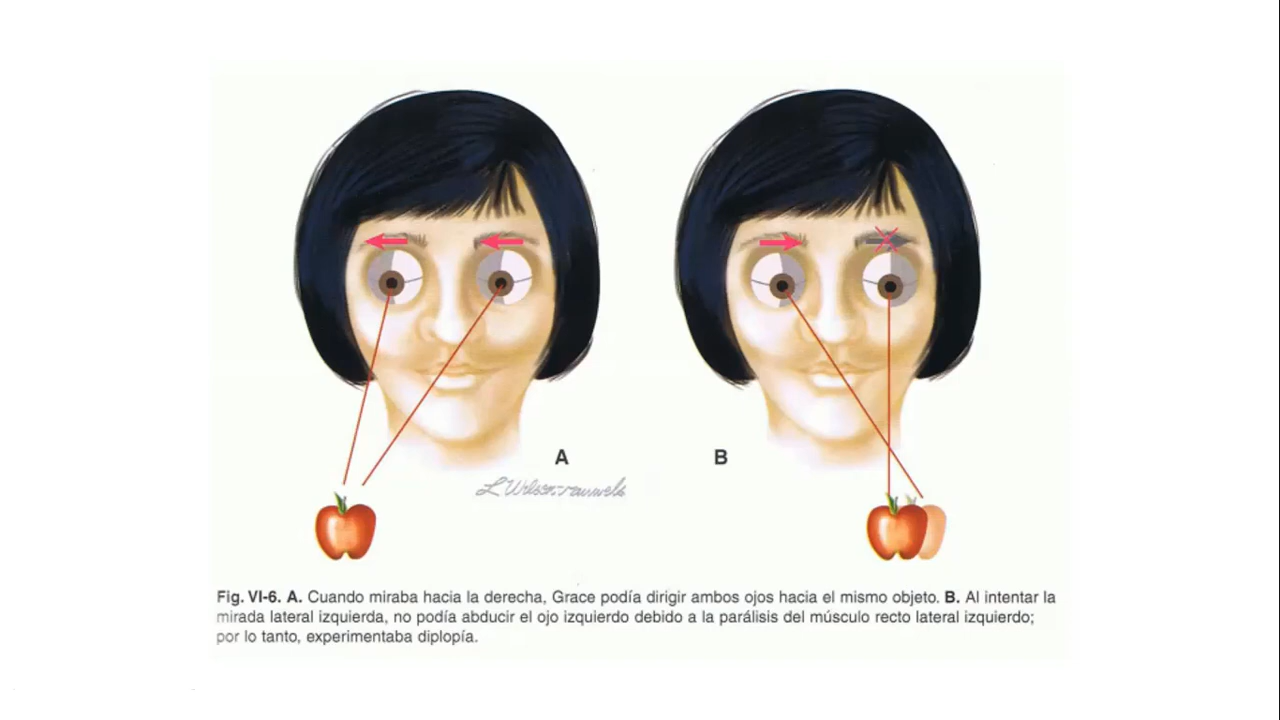 A
B
Fig. VI-6. A. Cuando miraba hacia la derecha, Grace podía dirigir ambos ojos hacia el mismo objeto. B. Al intentar la
mirada lateral izquierda, no podía abducir el ojo izquierdo debido a la parálisis del músculo recto lateral izquierdo;
por lo tanto, experimentaba diplopía.